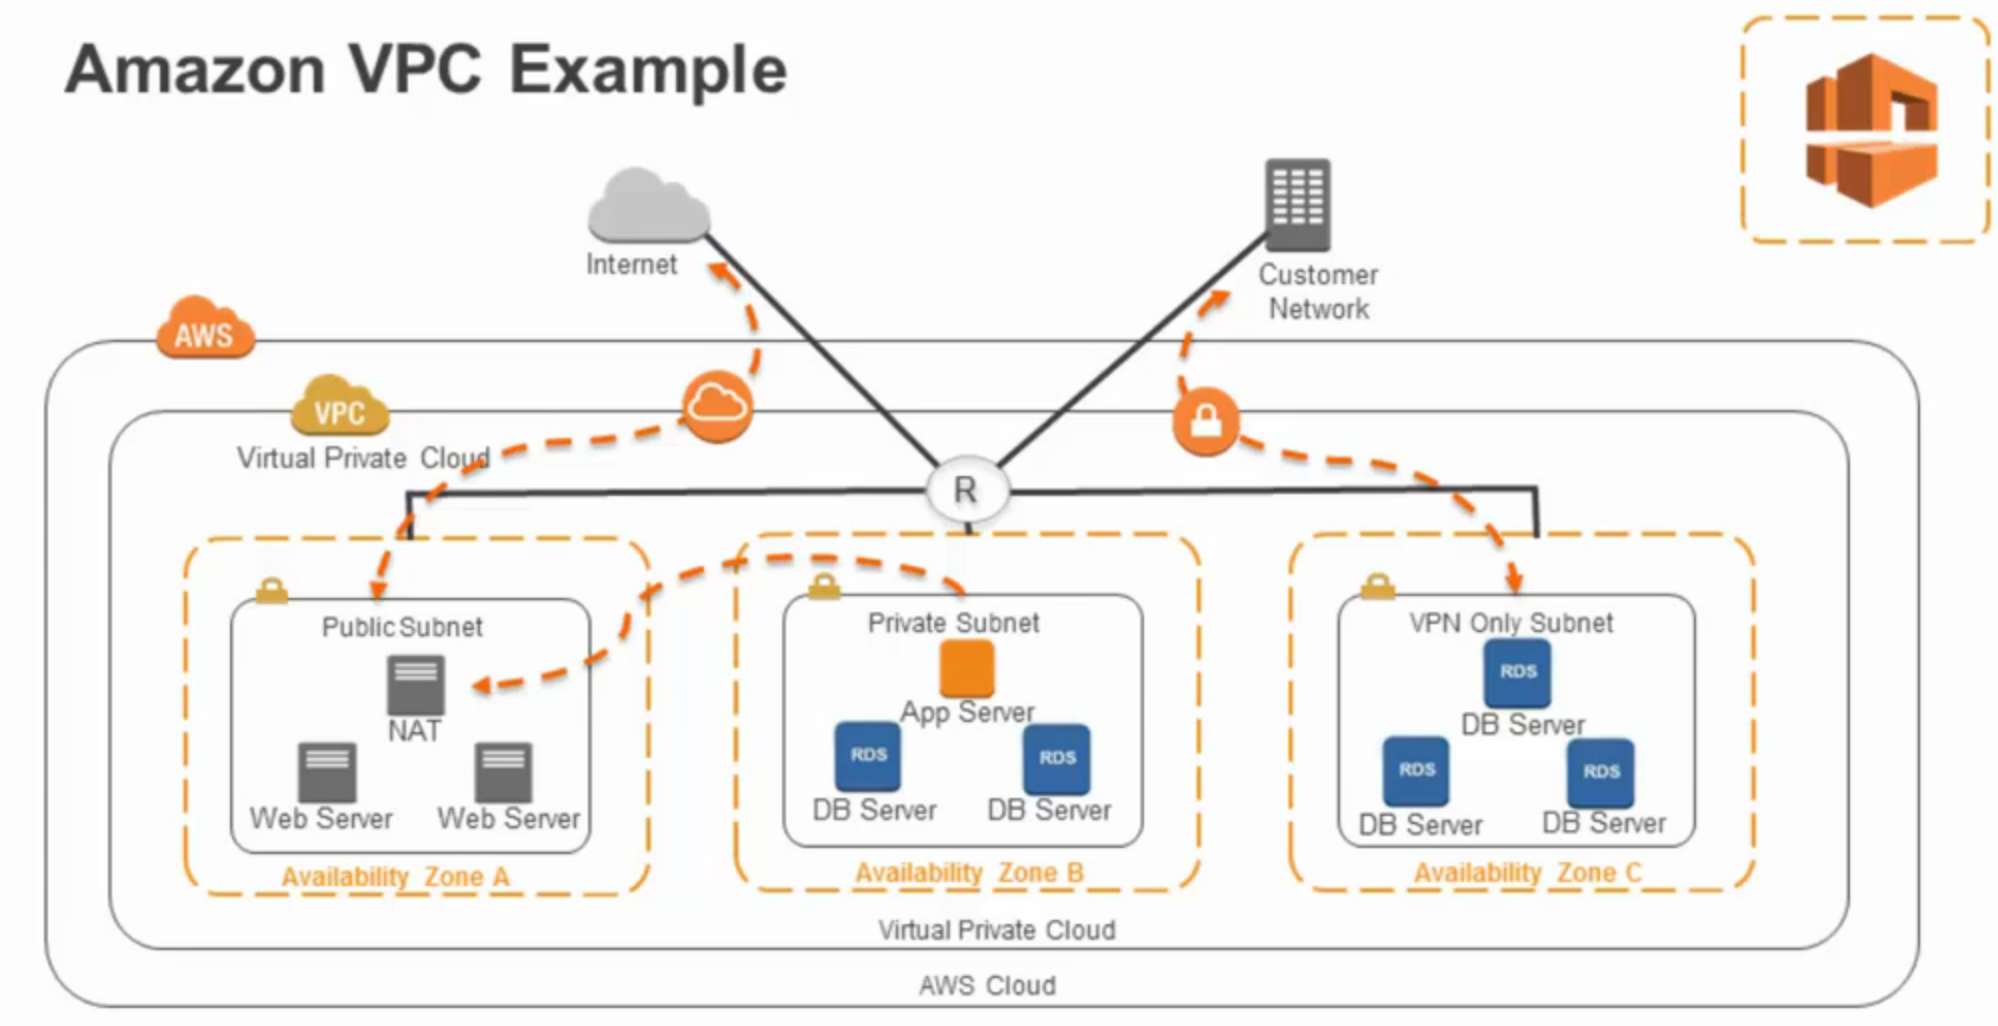 Amazon VPC Example
Internet
Customer
Network
AWS
VPC
Virtual Private Cloud
R
Public Subnet
NAT
Web Server
Web Server
Availability Zone A
Private Subnet
App Server
RDS
RDS
DB Server
DB Server
Availability Zone B
VPN Only Subnet
RDS
DB Server
RDS
RDS
DB Server
DB Server
Availability Zone C
Virtual Private Cloud
AWS Cloud